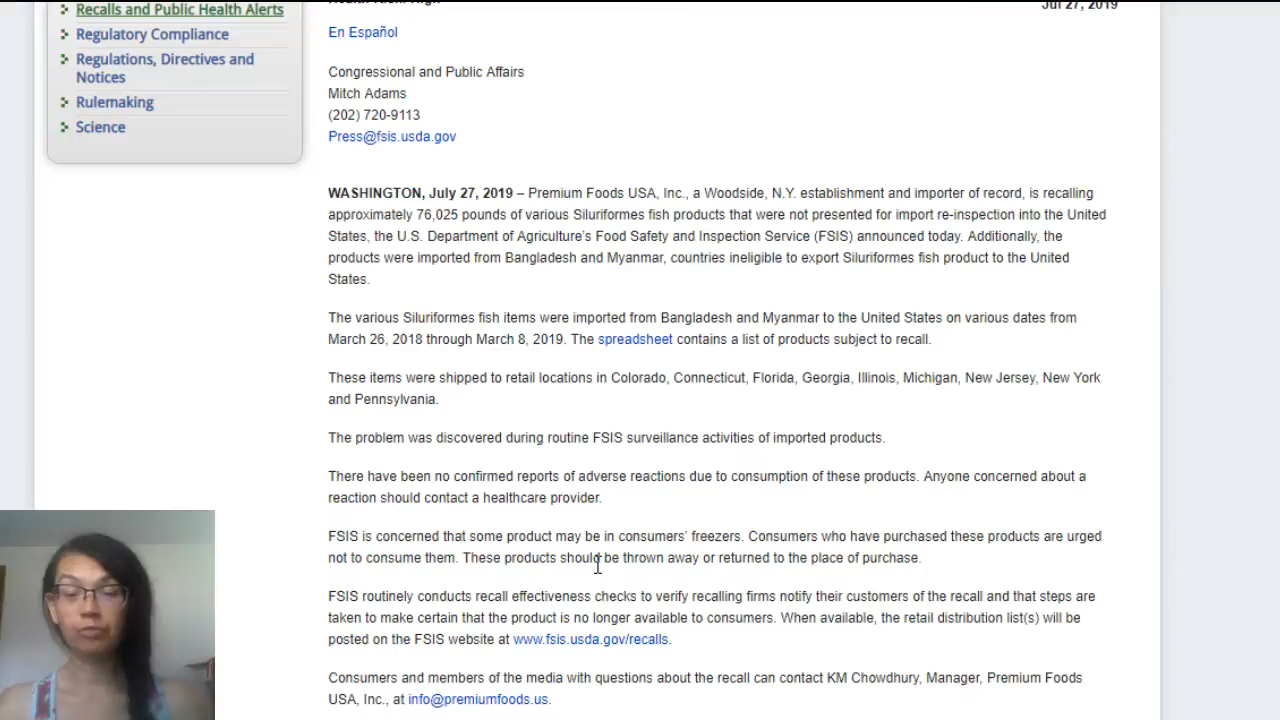 Recalls and Public Health Alerts
Regulatory Compliance
Regulations, Directives and
Notices
Rulemaking
Science
Jul 27, 2019
En Español
Congressional and Public Affairs
Mitch Adams
(202) 720-9113
Press@fsis.usda.gov
WASHINGTON, July 27, 2019 – Premium Foods USA, Inc., a Woodside, N.Y. establishment and importer of record, is recalling
approximately 76,025 pounds of various Siluriformes fish products that were not presented for import re-inspection into the United
States, the U.S. Department of Agriculture's Food Safety and Inspection Service (FSIS) announced today. Additionally, the
products were imported from Bangladesh and Myanmar, countries ineligible to export Siluriformes fish product to the United
States.
The various Siluriformes fish items were imported from Bangladesh and Myanmar to the United States on various dates from
March 26, 2018 through March 8, 2019. The spreadsheet contains a list of products subject to recall.
These items were shipped to retail locations in Colorado, Connecticut, Florida, Georgia, Illinois, Michigan, New Jersey, New York
and Pennsylvania.
The problem was discovered during routine FSIS surveillance activities of imported products.
There have been no confirmed reports of adverse reactions due to consumption of these products. Anyone concerned about a
reaction should contact a healthcare provider.
FSIS is concerned that some product may be in consumers' freezers. Consumers who have purchased these products are urged
not to consume them. These products should be thrown away or returned to the place of purchase.
FSIS routinely conducts recall effectiveness checks to verify recalling firms notify their customers of the recall and that steps are
taken to make certain that the product is no longer available to consumers. When available, the retail distribution list(s) will be
posted on the FSIS website at www.fsis.usda.gov/recalls.
Consumers and members of the media with questions about the recall can contact KM Chowdhury, Manager, Premium Foods
USA, Inc., at info@premiumfoods.us.